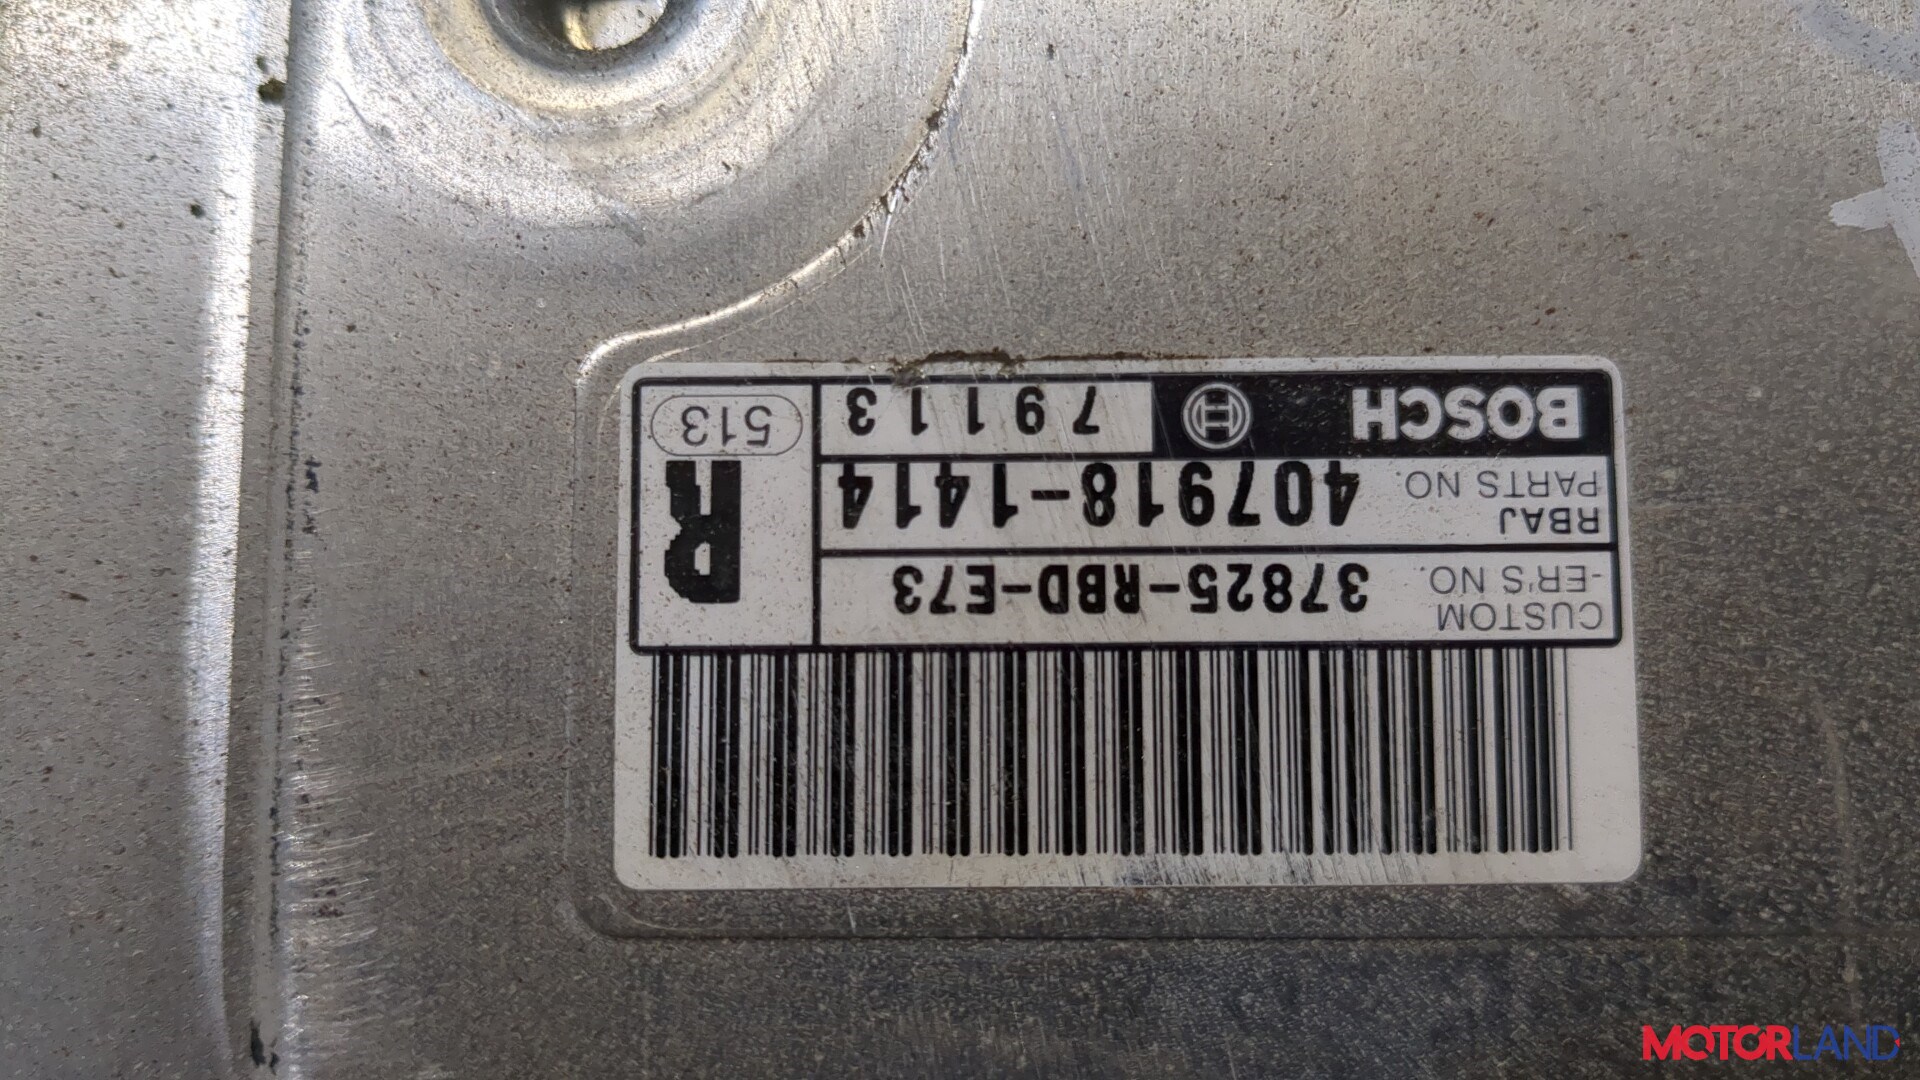 CUSTOM
-ER'S NO.
37825-RBD-E73
RBAJ
PARTS NO.
407918-1414
BOSCH
79113
R
513
MOTORLAND